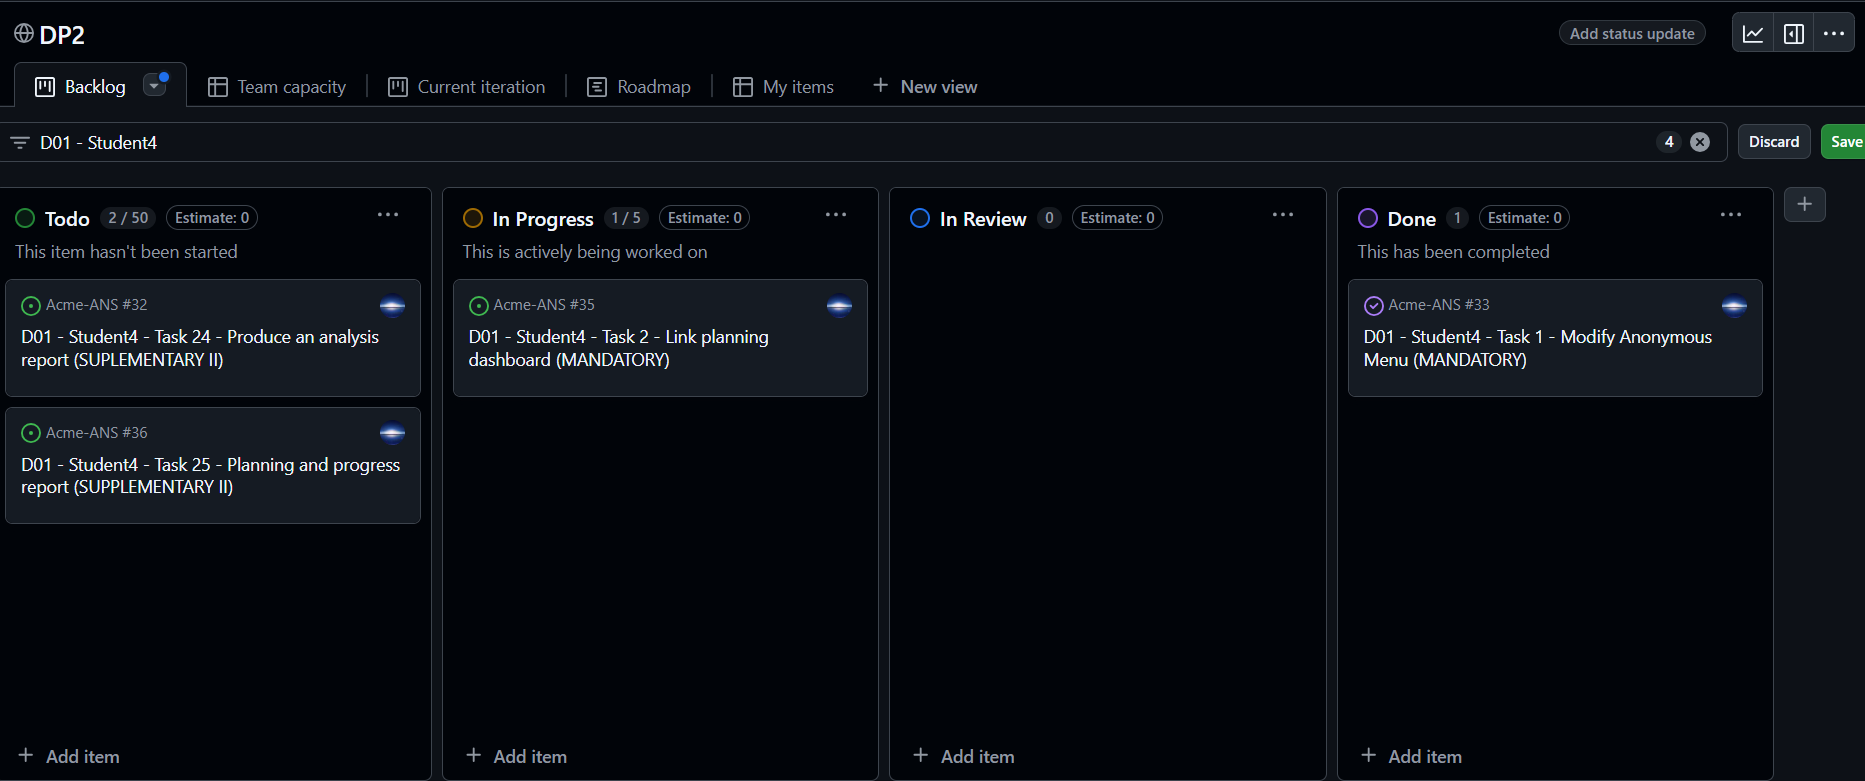 DP2
Add status update
Backlog
Team capacity
Current iteration
Roadmap
My items
New view
D01 - Student4
4
Discard
Save
Todo 2 / 50 Estimate: 0
This item hasn't been started
Acme-ANS #32
D01 - Student4 - Task 24 - Produce an analysis
report (SUPLEMENTARY II)
Acme-ANS #36
D01 - Student4 - Task 25 - Planning and progress
report (SUPPLEMENTARY II)
Add item
In Progress 1 / 5 Estimate: 0
This is actively being worked on
Acme-ANS #35
D01 - Student4 - Task 2 - Link planning
dashboard (MANDATORY)
Add item
In Review 0 Estimate: 0
Add item
Done 1 Estimate: 0
This has been completed
Acme-ANS #33
D01 - Student4 - Task 1 - Modify Anonymous
Menu (MANDATORY)
Add item